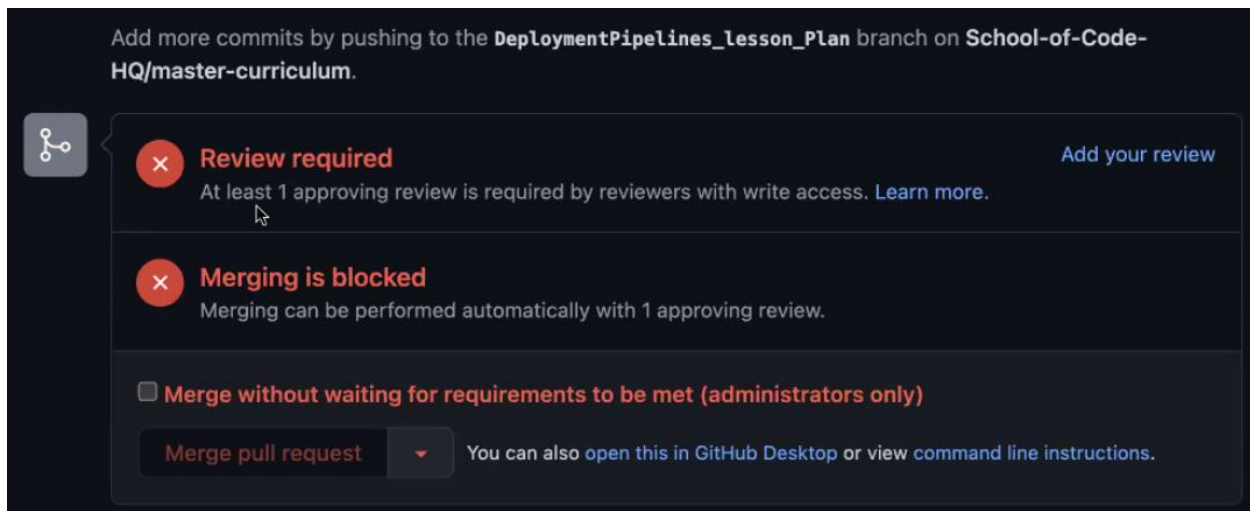 Add more commits by pushing to the DeploymentPipelines_lesson_Plan branch on School-of-Code-
HQ/master-curriculum.
Review required
Add your review
At least 1 approving review is required by reviewers with write access. Learn more.
Merging is blocked
Merging can be performed automatically with 1 approving review.
Merge without waiting for requirements to be met (administrators only)
Merge pull request
You can also open this in GitHub Desktop or view command line instructions.